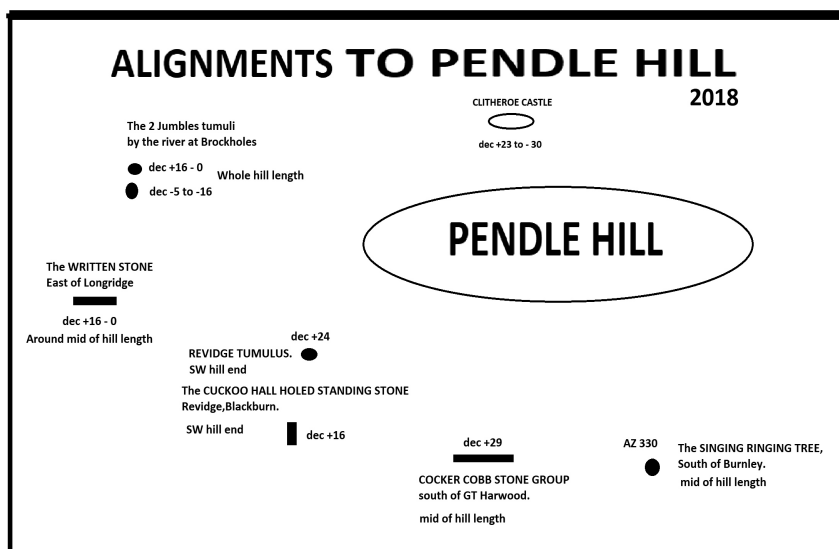 ALIGNMENTS TO PENDLE HILL
2018
CLITHEROE CASTLE
dec +23 to - 30
The 2 Jumbles tumuli
by the river at Brockholes
dec +16 - 0
Whole hill length
dec -5 to -16
PENDLE HILL
The WRITTEN STONE
East of Longridge
dec +16 - 0
Around mid of hill length
dec +24
REVIDGE TUMULUS.
SW hill end
The CUCKOO HALL HOLED STANDING STONE
Revidge,Blackburn.
SW hill end
dec +16
dec +29
COCKER COBB STONE GROUP
south of GT Harwood.
mid of hill length
AZ 330
The SINGING RINGING TREE,
South of Burnley.
mid of hill length